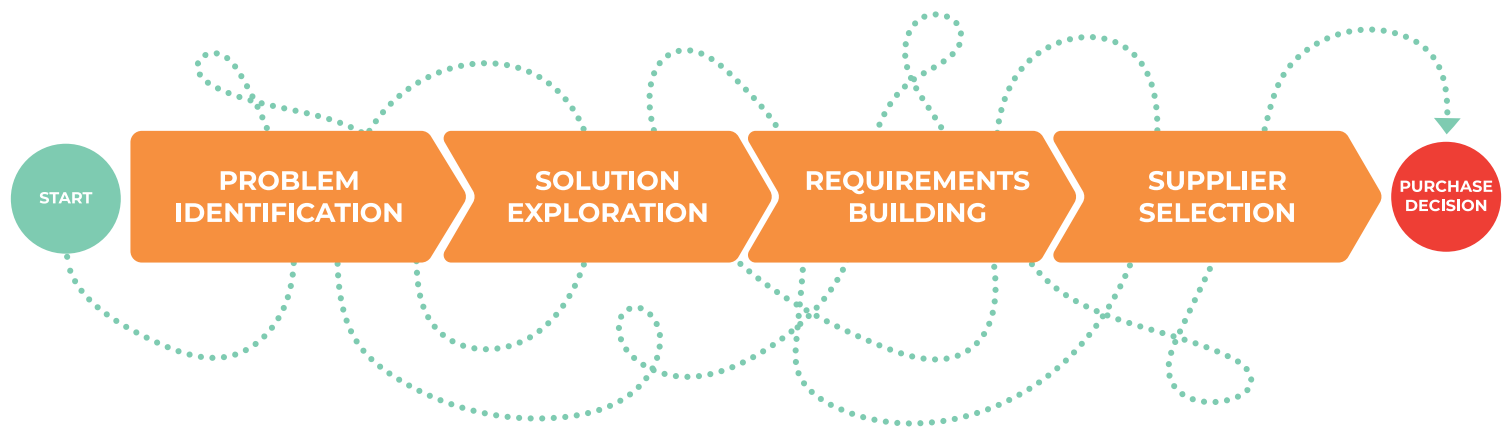 START
PROBLEM
IDENTIFICATION
SOLUTION
EXPLORATION
REQUIREMENTS
BUILDING
SUPPLIER
SELECTION
PURCHASE
DECISION